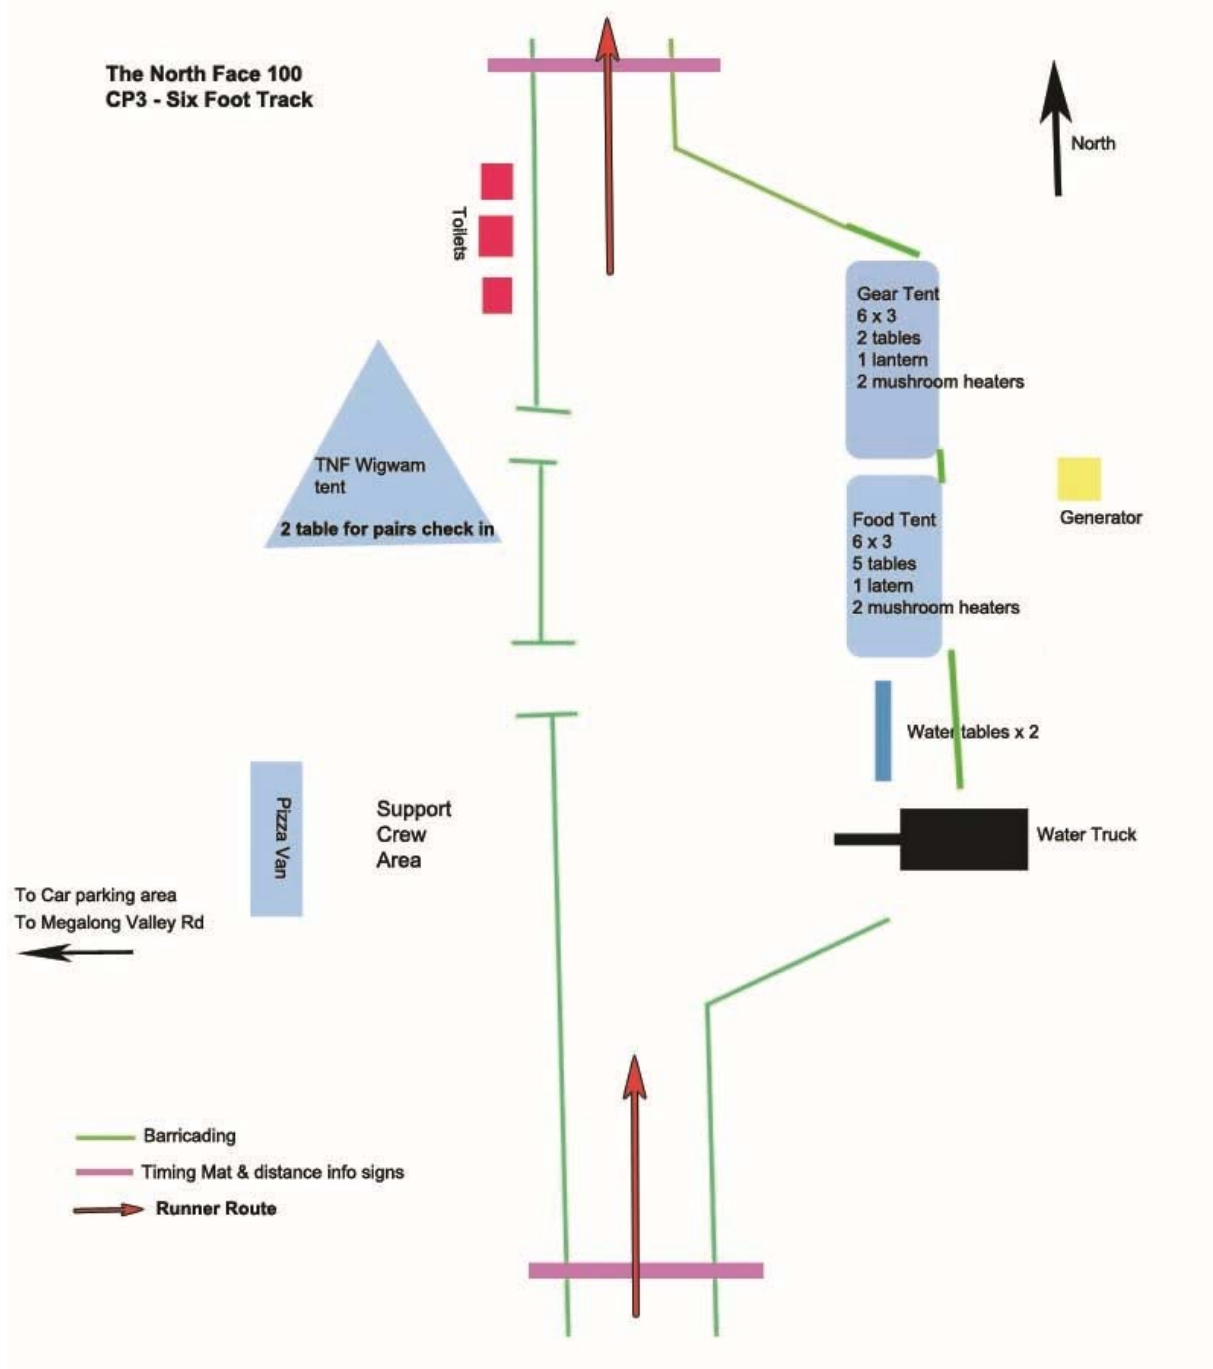 The North Face 100
CP3 - Six Foot Track
North
Toilets
Gear Tent
6 x 3
2 tables
1 lantern
2 mushroom heaters
TNF Wigwam
tent
2 table for pairs check in
Food Tent
6 x 3
5 tables
1 latern
2 mushroom heaters
Generator
Water tables x 2
Pizza Van
Support
Crew
Area
Water Truck
To Car parking area
To Megalong Valley Rd
Barricading
Timing Mat & distance info signs
Runner Route